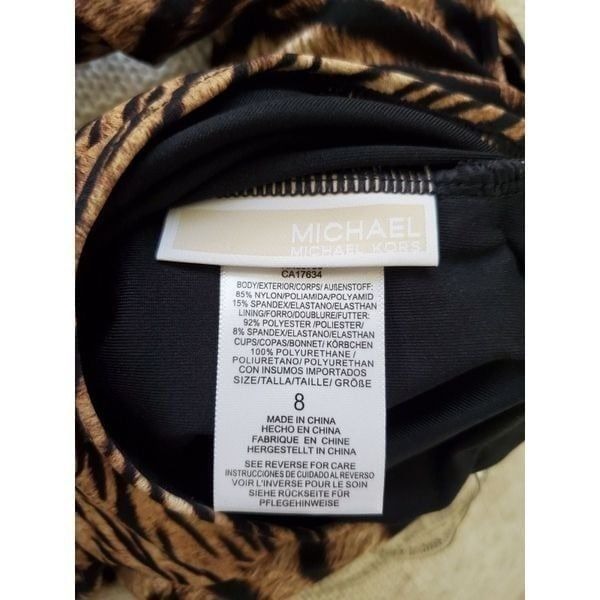 MICHAEL
MICHAEL KORS
CA17634
BODY/EXTERIOR/CORPS/ AUßENSTOFF:
85% NYLON/POLIAMIDA/POLYAMID
15% SPANDEX/ELASTANO/ELASTHAN
LINING/FORRO/DOUBLURE/FUTTER:
92% POLYESTER /POLIESTER/
8% SPANDEX/ELASTANO/ELASTHAN
CUPS/COPAS/BONNET/ KÖRBCHEN
100% POLYURETHANE /
POLIURETANO/ POLYURETHAN
CON INSUMOS IMPORTADOS
SIZE/TALLA/TAILLE/ GRÖßE
8
MADE IN CHINA
HECHO EN CHINA
FABRIQUE EN CHINE
HERGESTELLT IN CHINA
SEE REVERSE FOR CARE
INSTRUCCIONES DE CUIDADO AL REVERSO
VOIR L'INVERSE POUR LE SOIN
SIEHE RÜCKSEITE FÜR
PFLEGEHINWEISE